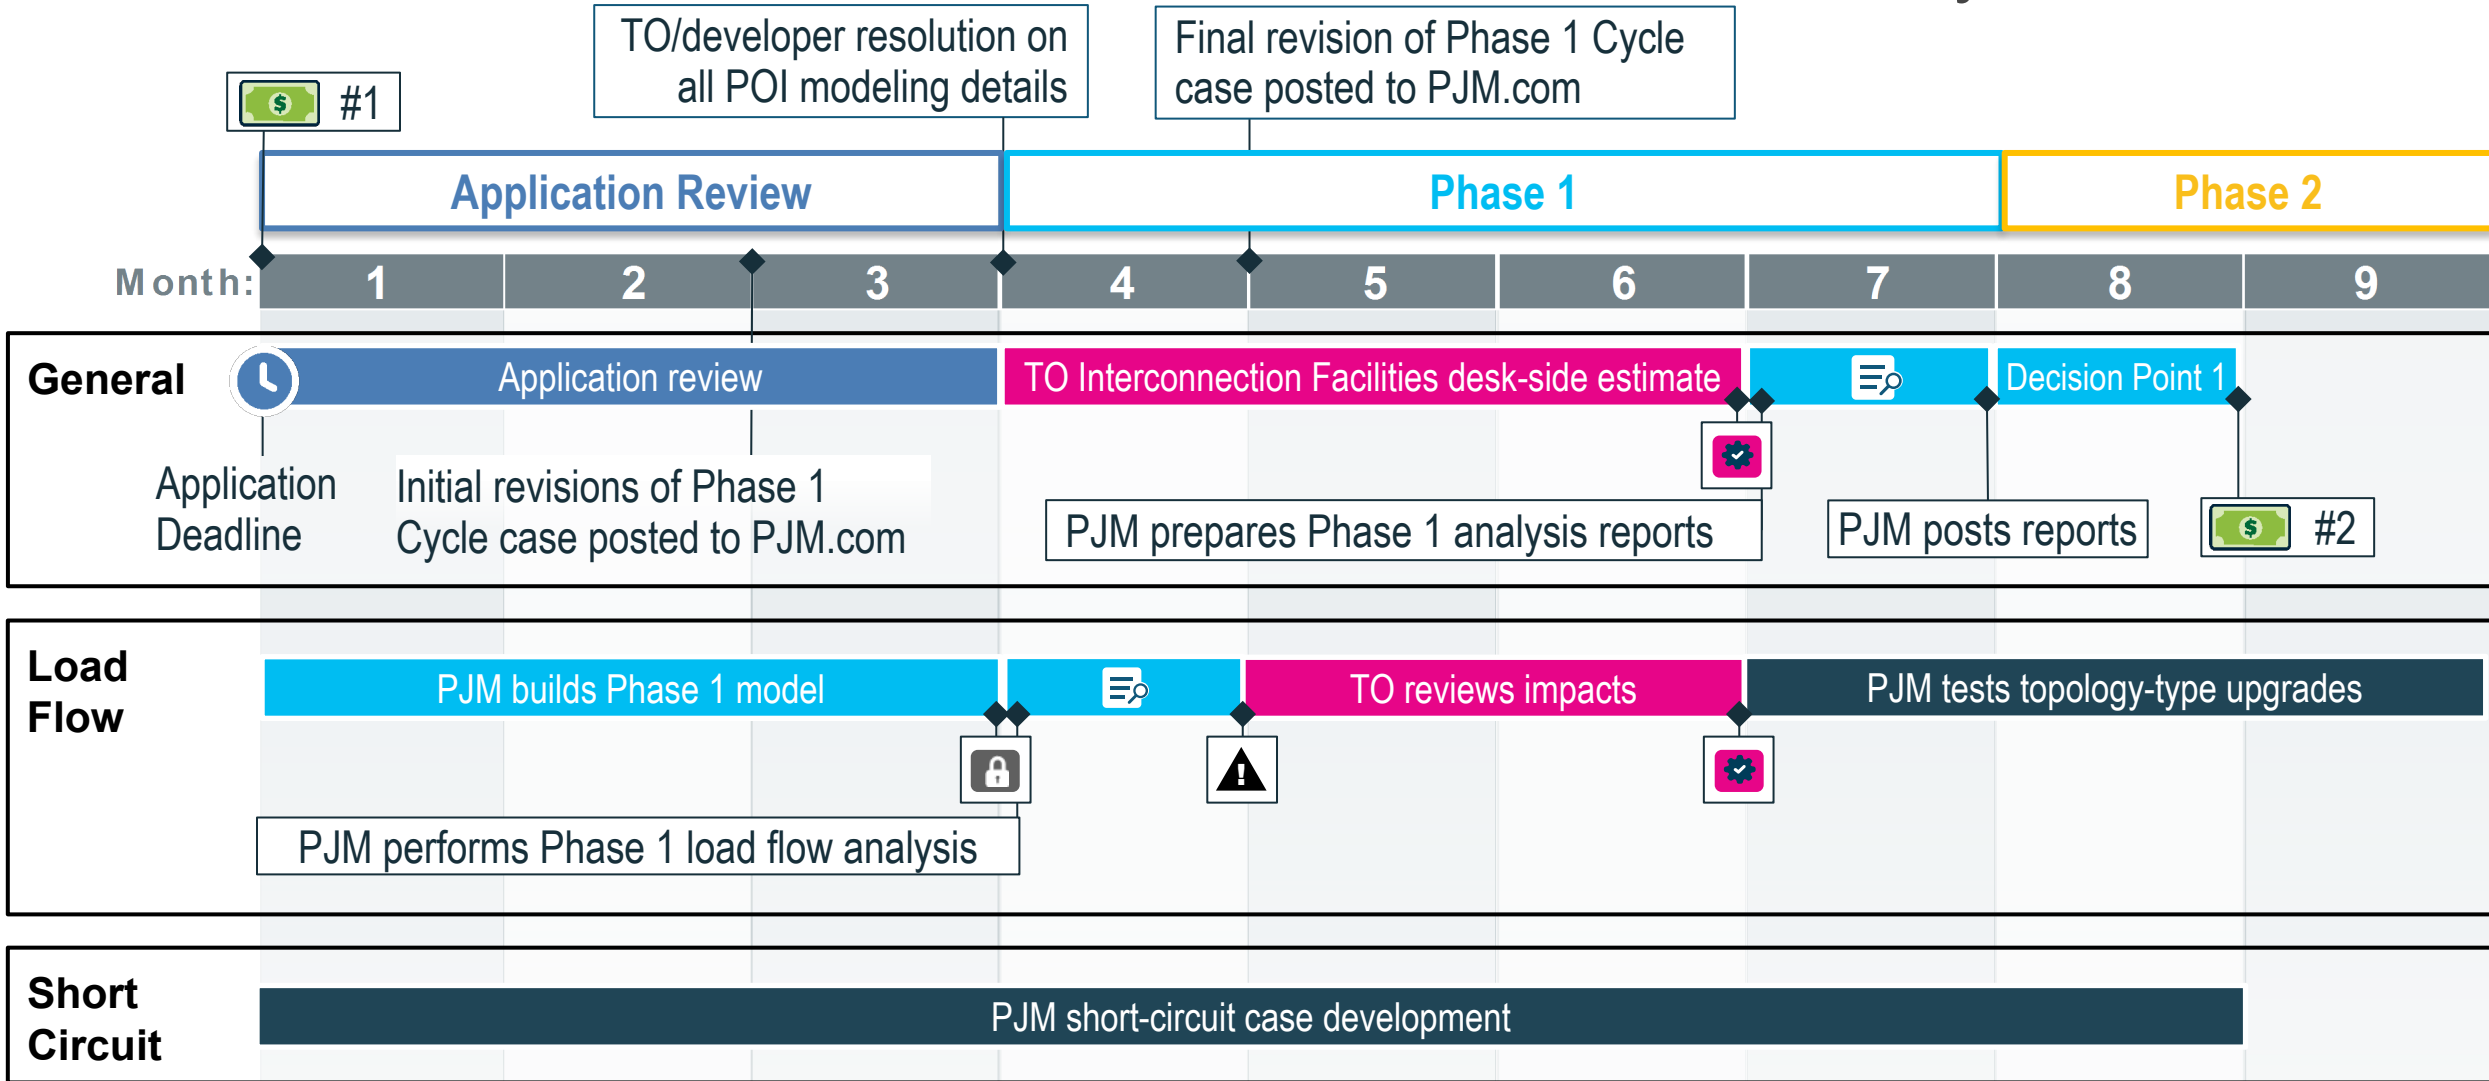 TO/developer resolution on
all POI modeling details
Final revision of Phase 1 Cycle
case posted to PJM.com
#1
Application Review
Phase 1
Phase 2
Month:
1
2
3
4
5
6
7
8
9
General
Application review
TO Interconnection Facilities desk-side estimate
Decision Point 1
Application
Deadline
Initial revisions of Phase 1
Cycle case posted to PJM.com
PJM prepares Phase 1 analysis reports
PJM posts reports
#2
Load
Flow
PJM builds Phase 1 model
TO reviews impacts
PJM tests topology-type upgrades
PJM performs Phase 1 load flow analysis
Short
Circuit
PJM short-circuit case development